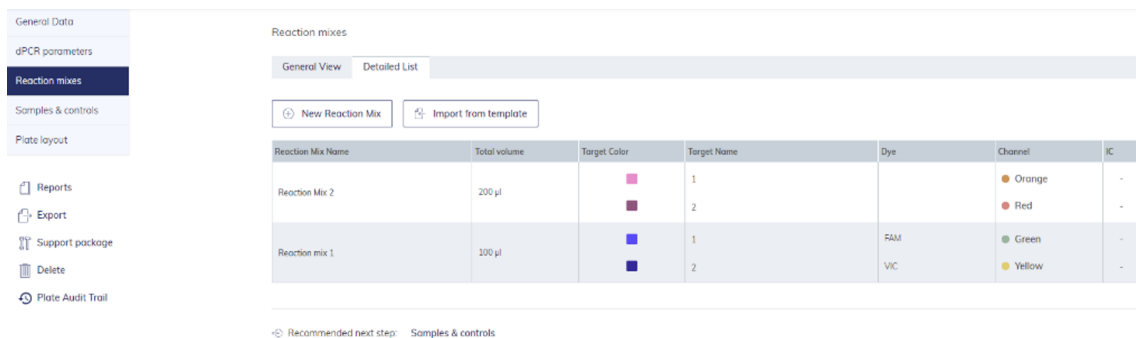 General Data
dPCR parameters
Reaction mixes
Samples & controls
Plate layout
Reports
Export
Support package
Delete
Plate Audit Trail
Reaction mixes
General View Detailed List
New Reaction Mix Import from template
Reaction Mix Name Total volume Target Color Target Name Dye Channel IC
Reaction Mix 2 200 µl
1 Orange -
2 Red -
Reaction mix 1 100 µl
1 FAM Green -
2 VIC Yellow -
Recommended next step: Samples & controls